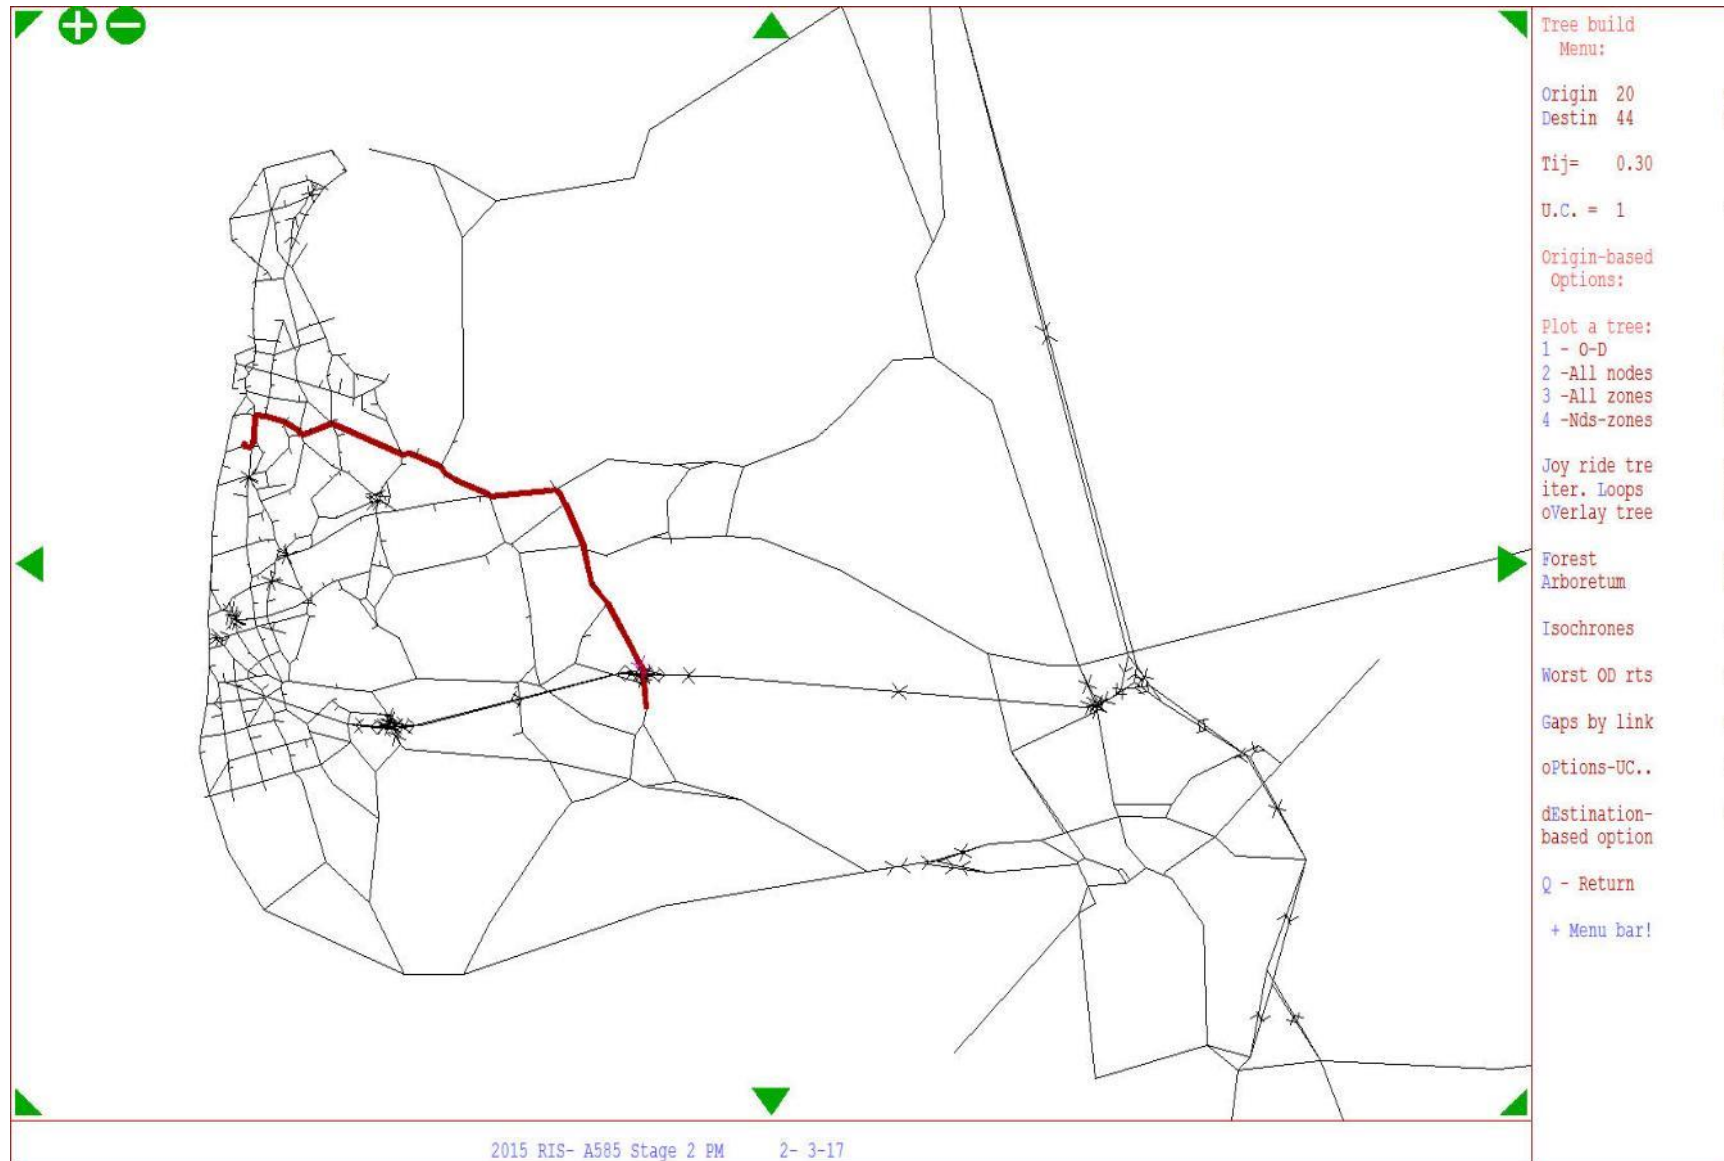 Tree build
Menu:
Origin 20
Destin 44
Tij= 0.30
U.C. = 1
Origin-based
Options:
Plot a tree:
1 - O-D
2 -All nodes
3 -All zones
4 -Nds-zones
Joy ride tre
iter. Loops
oVerlay tree
Forest
Arboretum
Isochrones
Worst OD rts
Gaps by link
oPtions-UC..
dEstination-
based option
Q - Return
+ Menu bar!
2015 RIS- A585 Stage 2 PM 2- 3-17